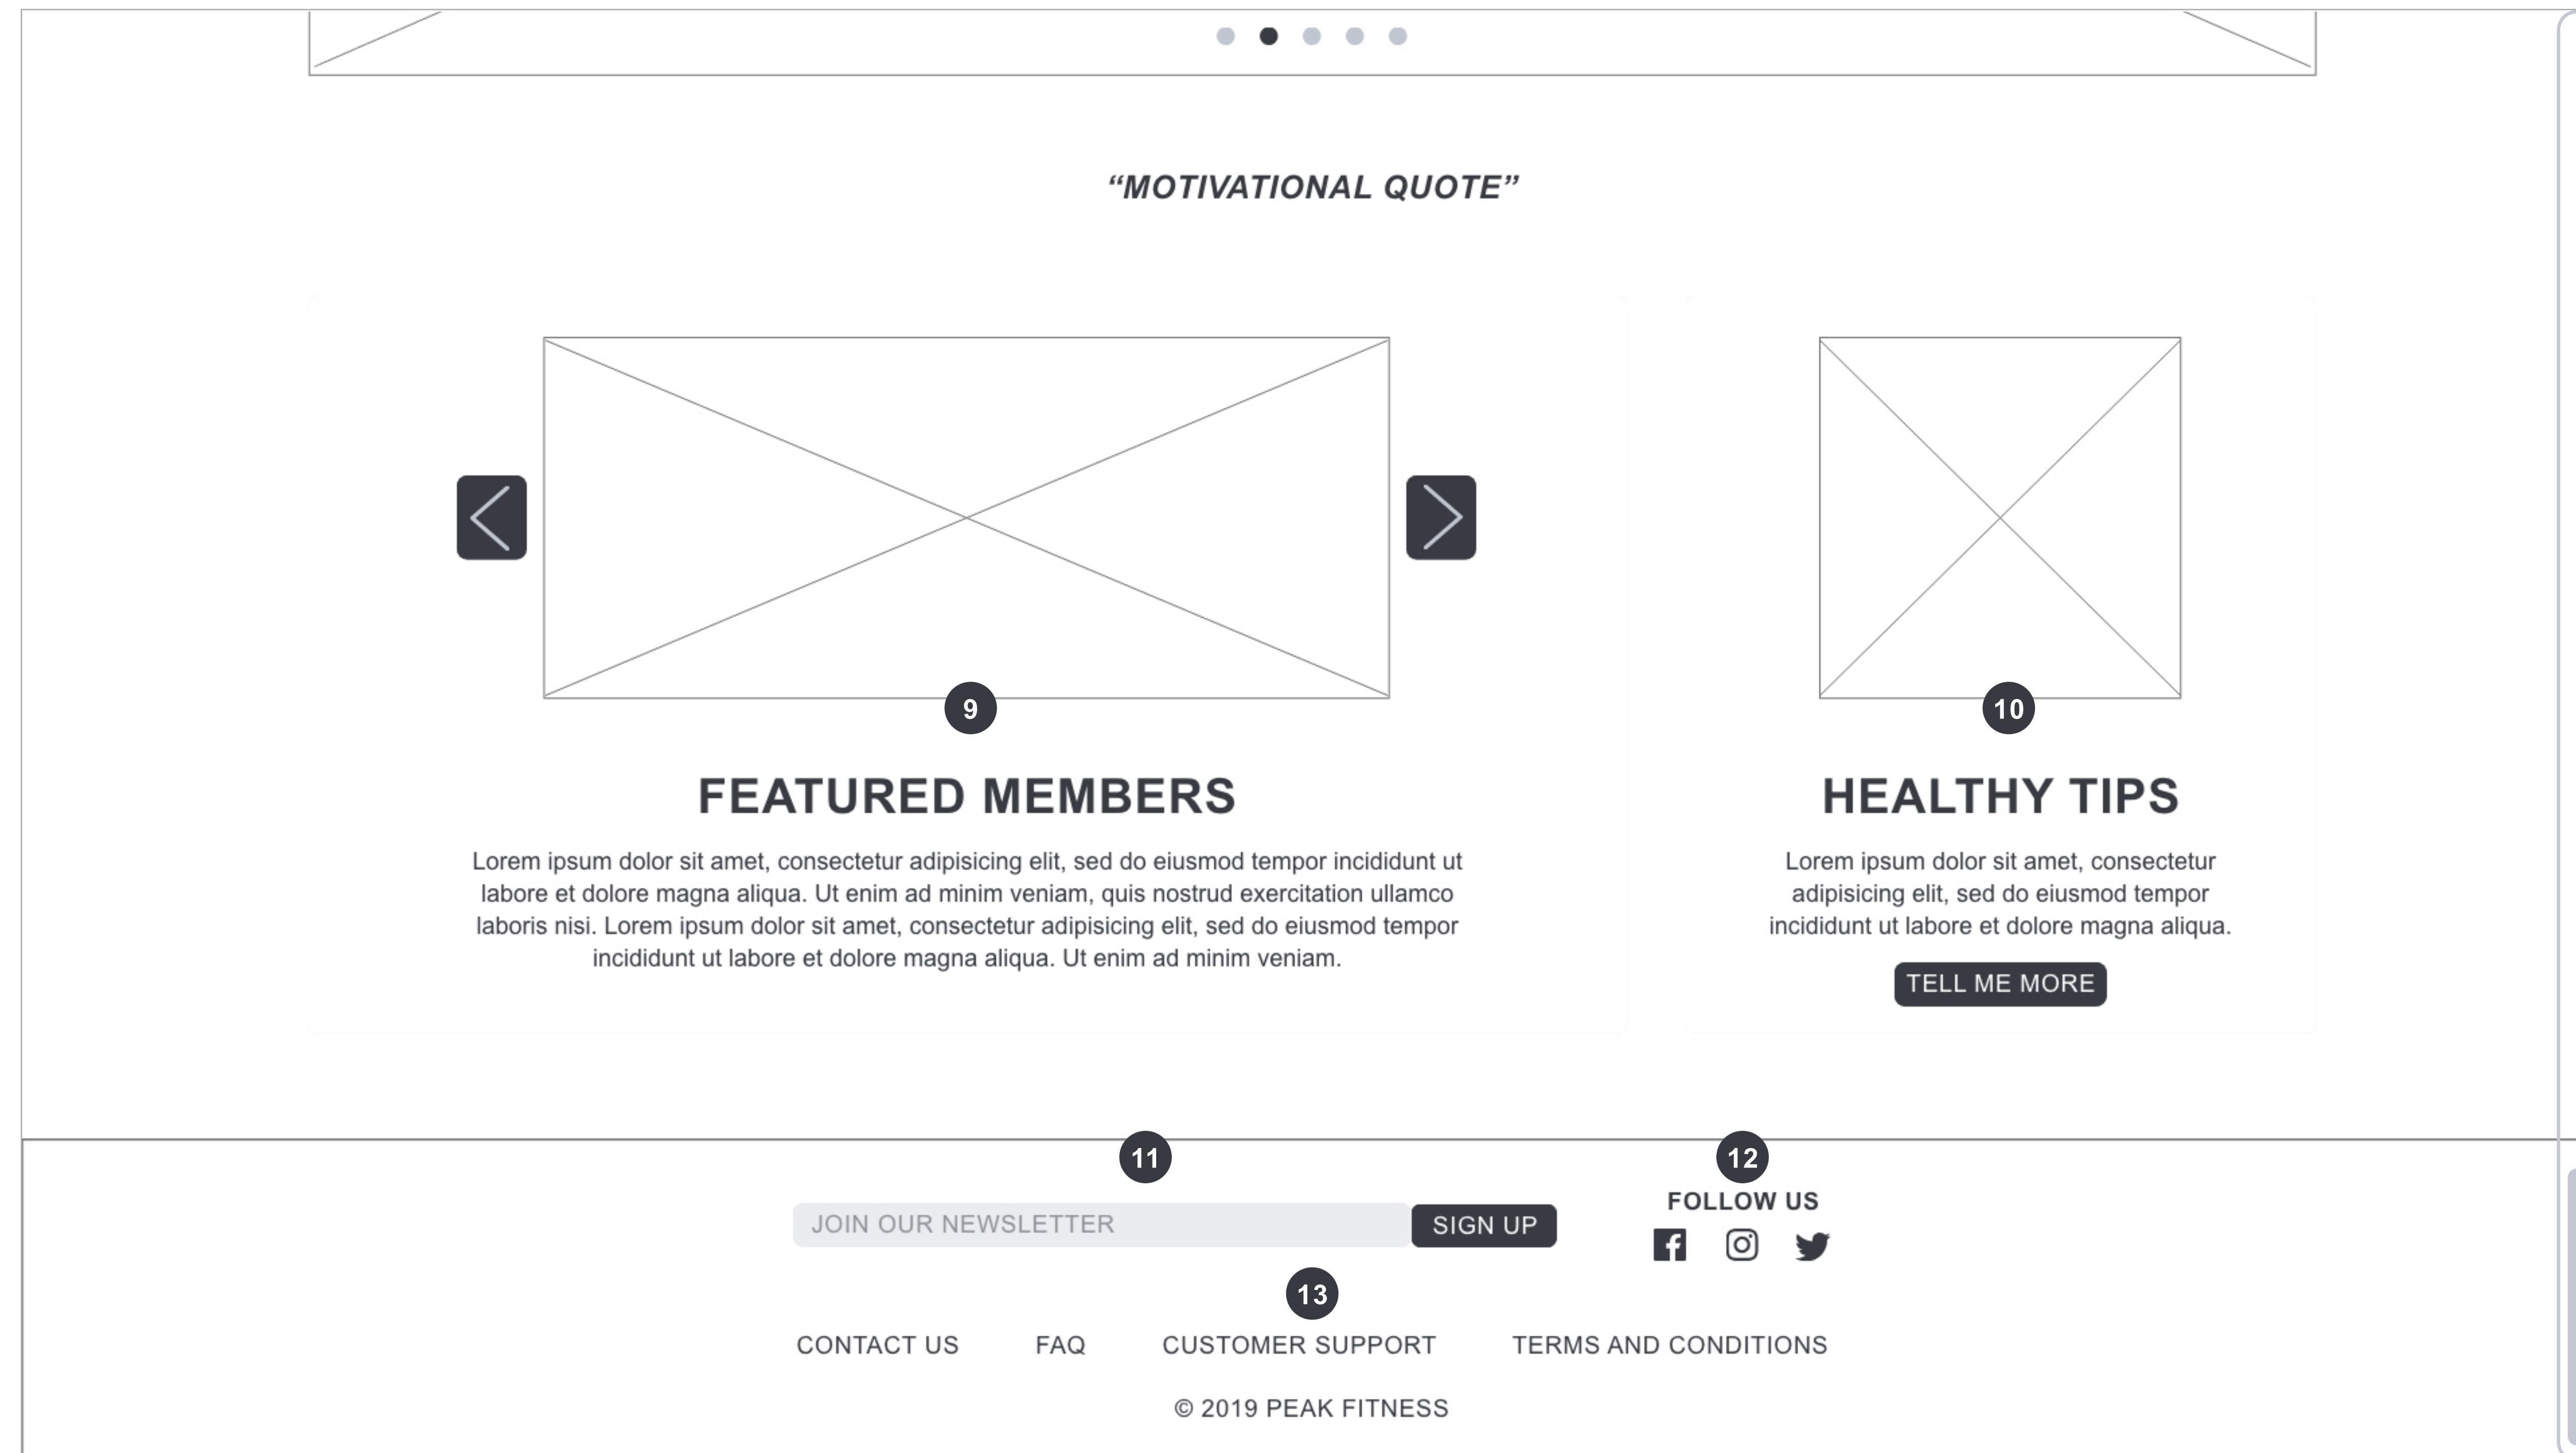 “MOTIVATIONAL QUOTE”
9
FEATURED MEMBERS
Lorem ipsum dolor sit amet, consectetur adipisicing elit, sed do eiusmod tempor incididunt ut
labore et dolore magna aliqua. Ut enim ad minim veniam, quis nostrud exercitation ullamco
laboris nisi. Lorem ipsum dolor sit amet, consectetur adipisicing elit, sed do eiusmod tempor
incididunt ut labore et dolore magna aliqua. Ut enim ad minim veniam.
10
HEALTHY TIPS
Lorem ipsum dolor sit amet, consectetur
adipisicing elit, sed do eiusmod tempor
incididunt ut labore et dolore magna aliqua.
TELL ME MORE
11
JOIN OUR NEWSLETTER
SIGN UP
12
FOLLOW US
13
CONTACT US
FAQ
CUSTOMER SUPPORT
TERMS AND CONDITIONS
© 2019 PEAK FITNESS